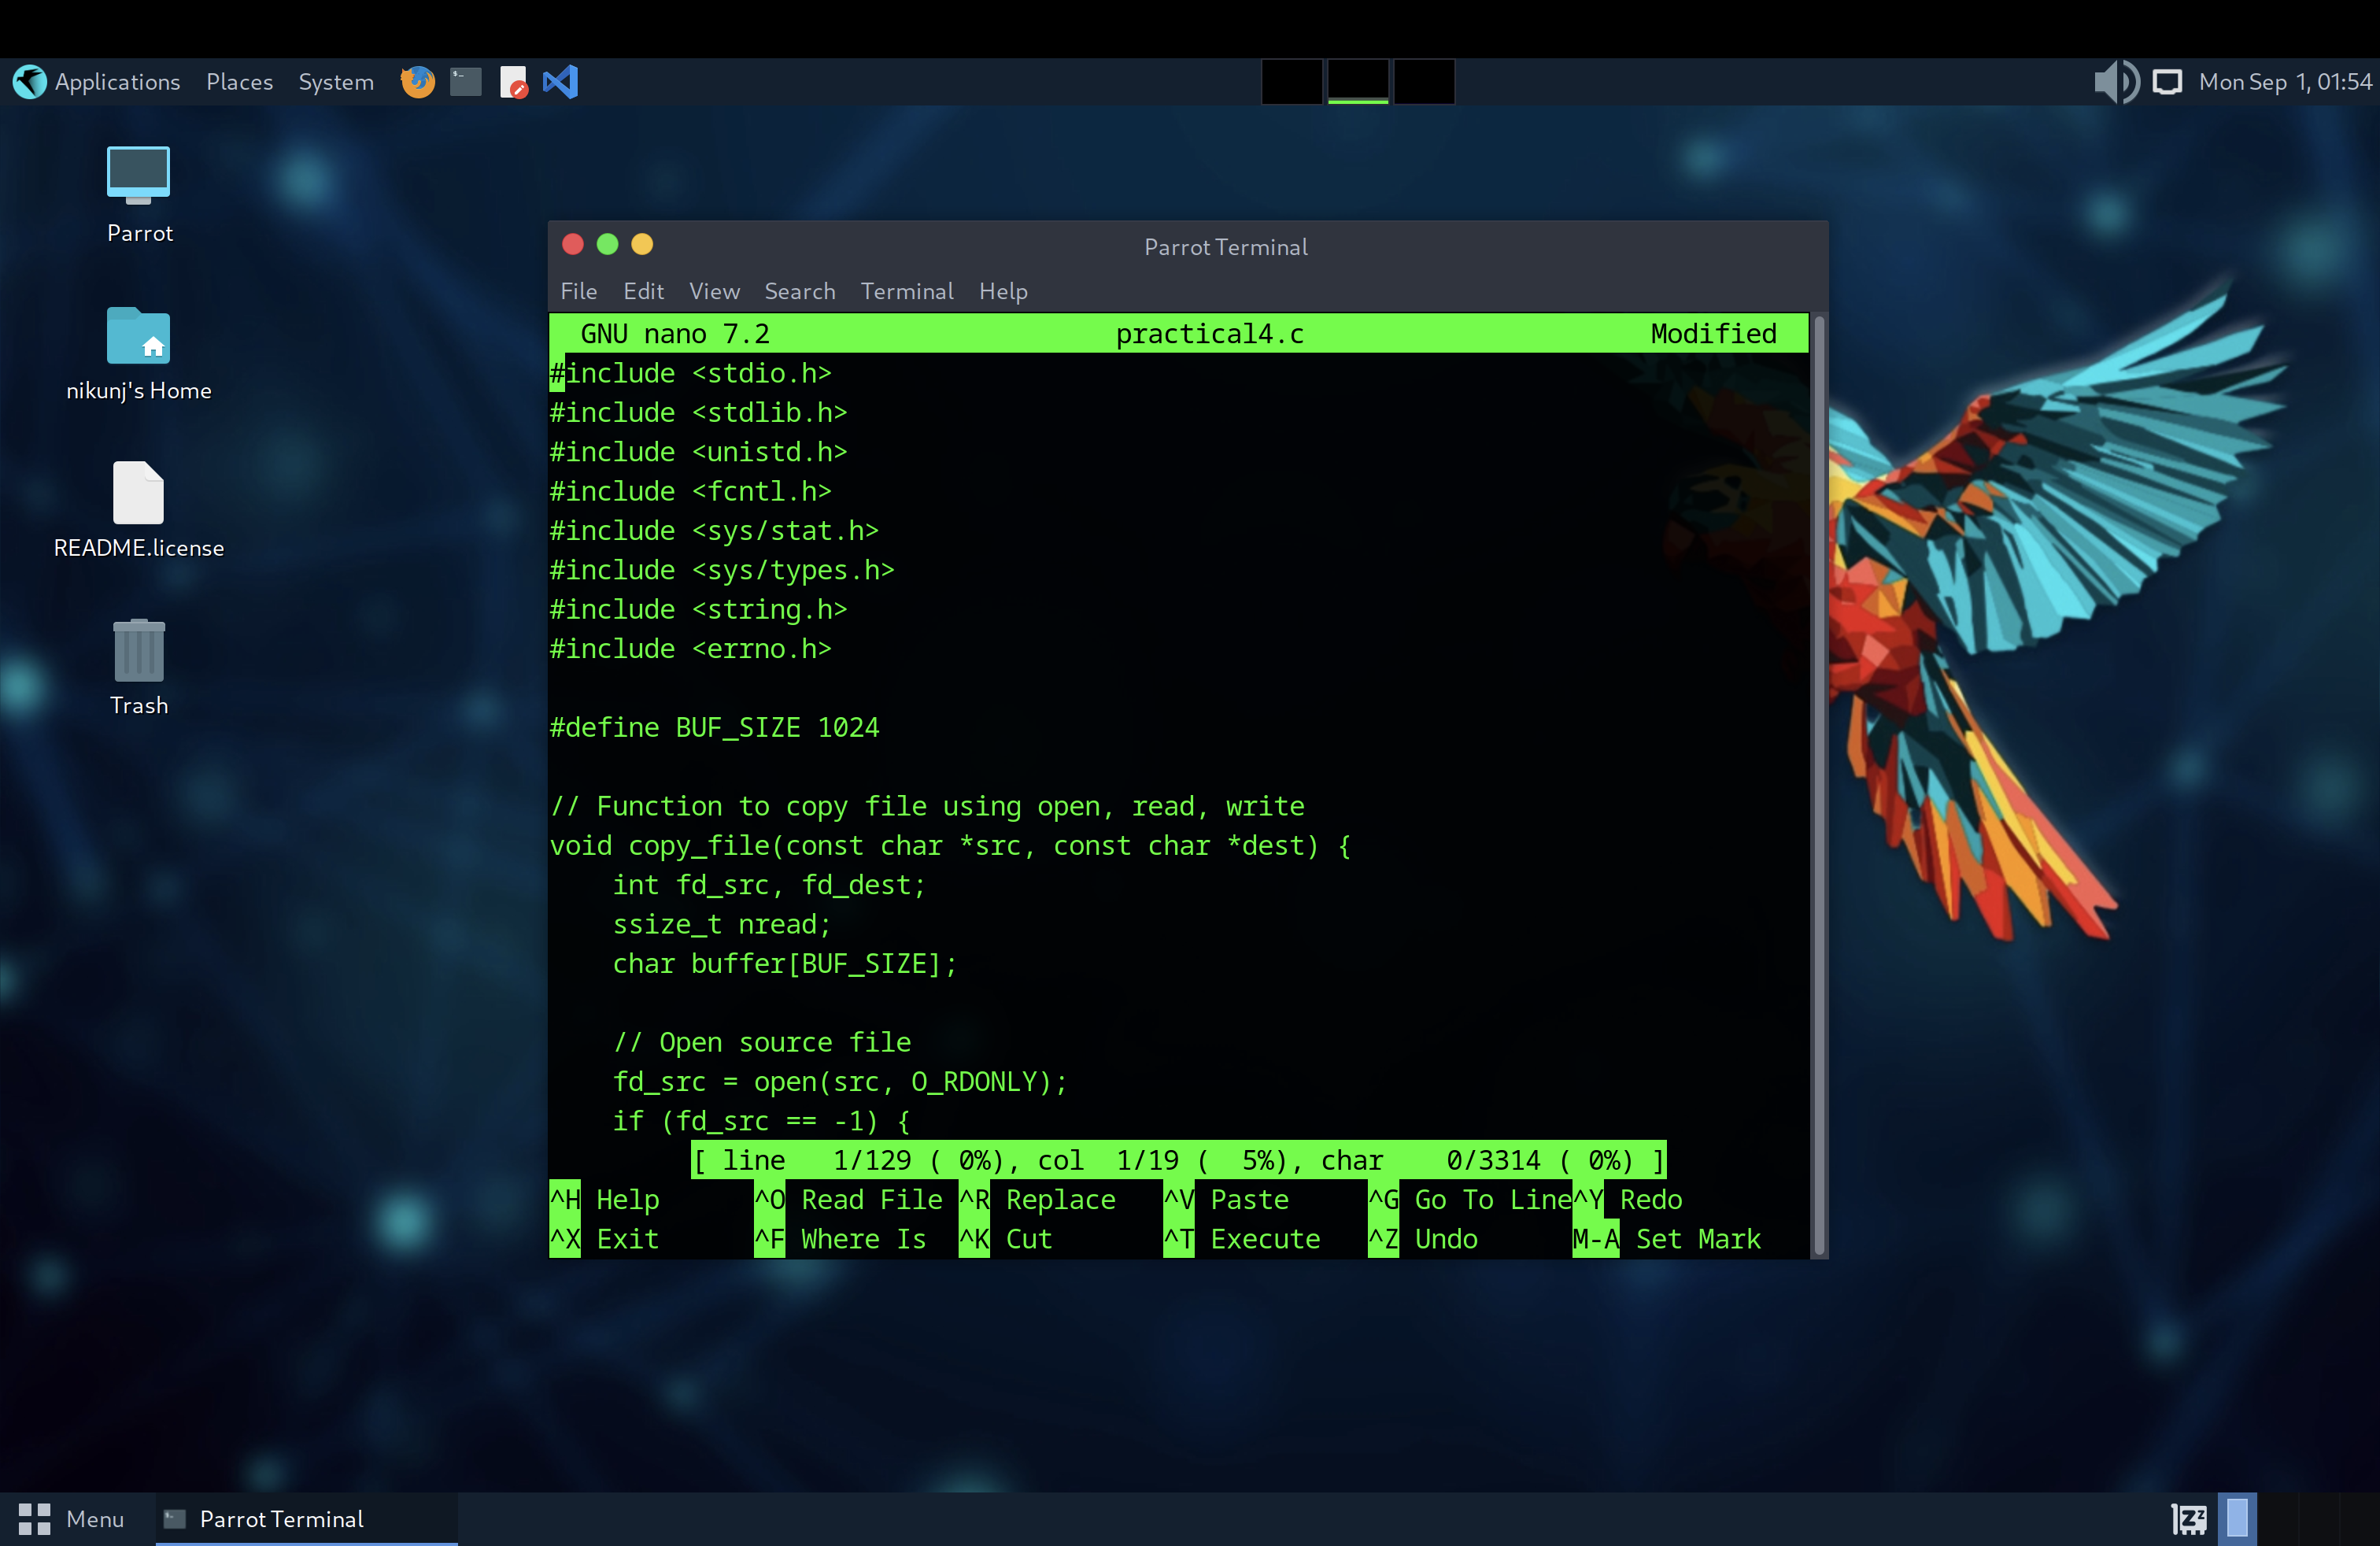 Applications Places System Mon Sep 1, 01:54
Parrot
nikunj's Home
README.license
Trash
Parrot Terminal
File Edit View Search Terminal Help
GNU nano 7.2 practical4.c Modified
#include <stdio.h>
#include <stdlib.h>
#include <unistd.h>
#include <fcntl.h>
#include <sys/stat.h>
#include <sys/types.h>
#include <string.h>
#include <errno.h>
#define BUF_SIZE 1024
// Function to copy file using open, read, write
void copy_file(const char *src, const char *dest) {
    int fd_src, fd_dest;
    ssize_t nread;
    char buffer[BUF_SIZE];
    // Open source file
    fd_src = open(src, O_RDONLY);
    if (fd_src == -1) {
[ line   1/129 ( 0%), col  1/19 (  5%), char    0/3314 ( 0%) ]
^H Help ^O Read File ^R Replace ^V Paste ^G Go To Line ^Y Redo
^X Exit ^F Where Is ^K Cut ^T Execute ^Z Undo M-A Set Mark
Menu Parrot Terminal